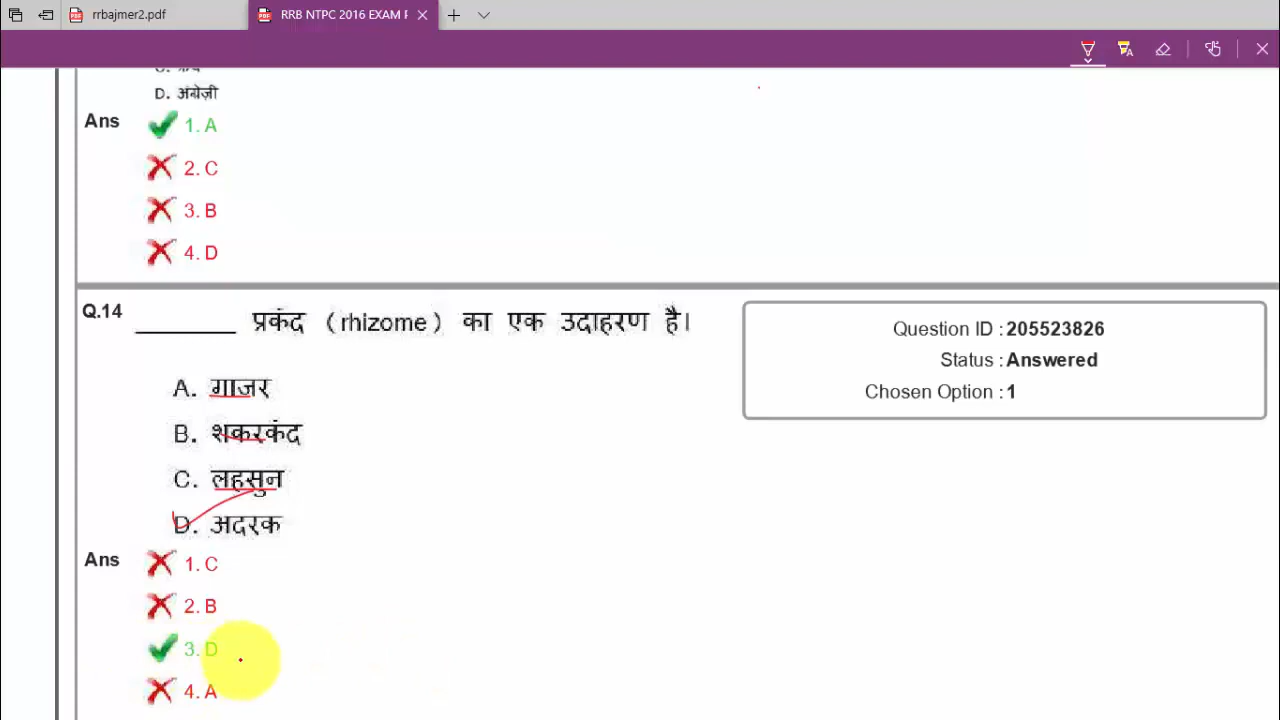 rrbajmer2.pdf
RRB NTPC 2016 EXAM
D. अंग्रेज़ी
Ans
1. A
2. C
3. B
4. D
Q.14 ________ प्रकंद (rhizome) का एक उदाहरण है।
A. गाजर
B. शकरकंद
C. लहसुन
D. अदरक
Ans
1. C
2. B
3. D
4. A
Question ID : 205523826
Status : Answered
Chosen Option : 1